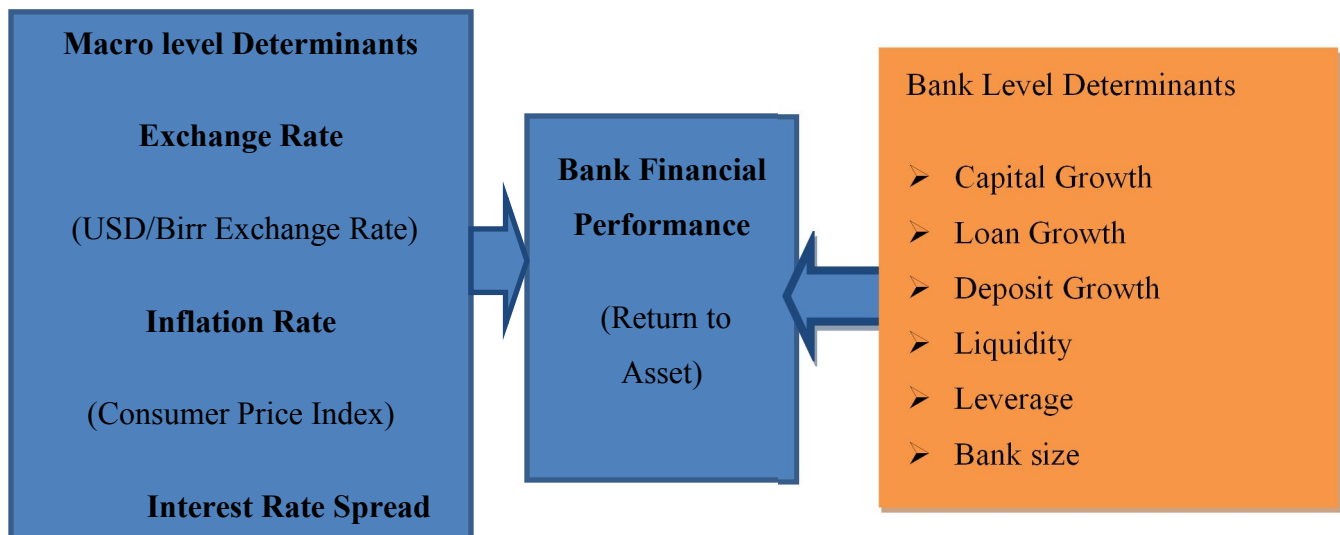 Macro level Determinants
Exchange Rate
(USD/Birr Exchange Rate)
Inflation Rate
(Consumer Price Index)
Interest Rate Spread
Bank Financial
Performance
(Return to
Asset)
Bank Level Determinants
➢ Capital Growth
➢ Loan Growth
➢ Deposit Growth
➢ Liquidity
➢ Leverage
➢ Bank size